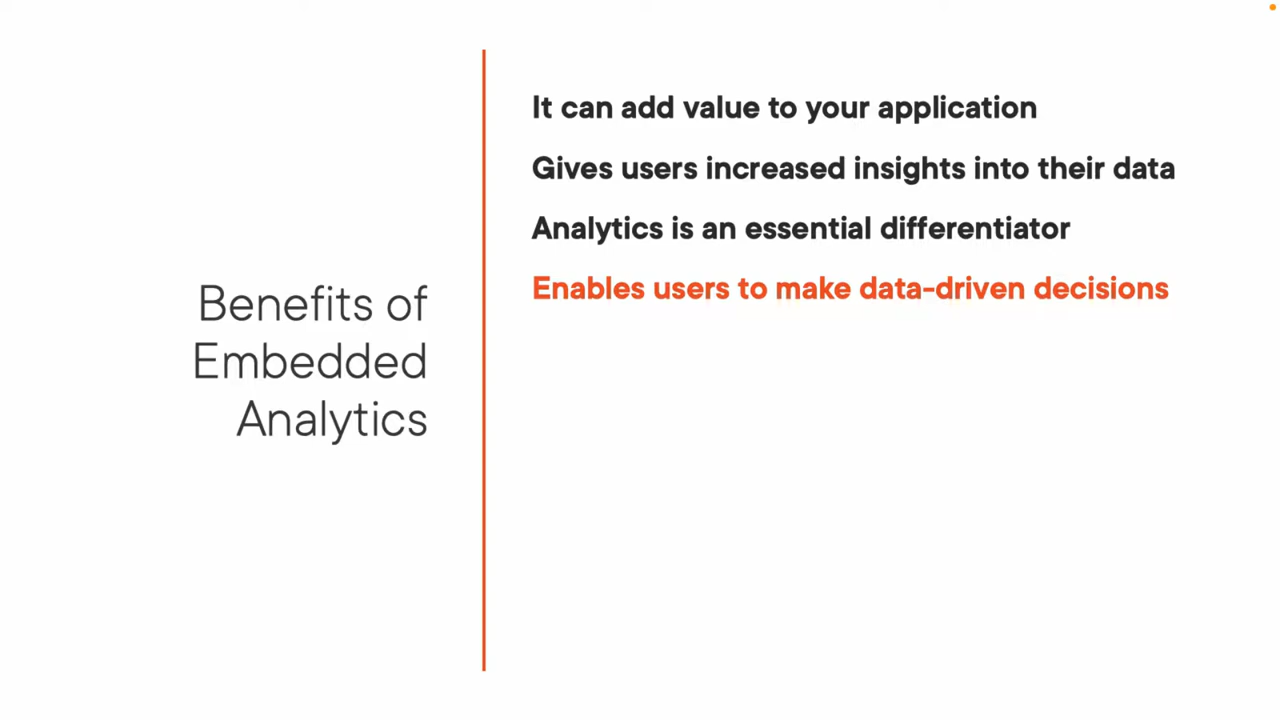 Benefits of
Embedded
Analytics
It can add value to your application
Gives users increased insights into their data
Analytics is an essential differentiator
Enables users to make data-driven decisions